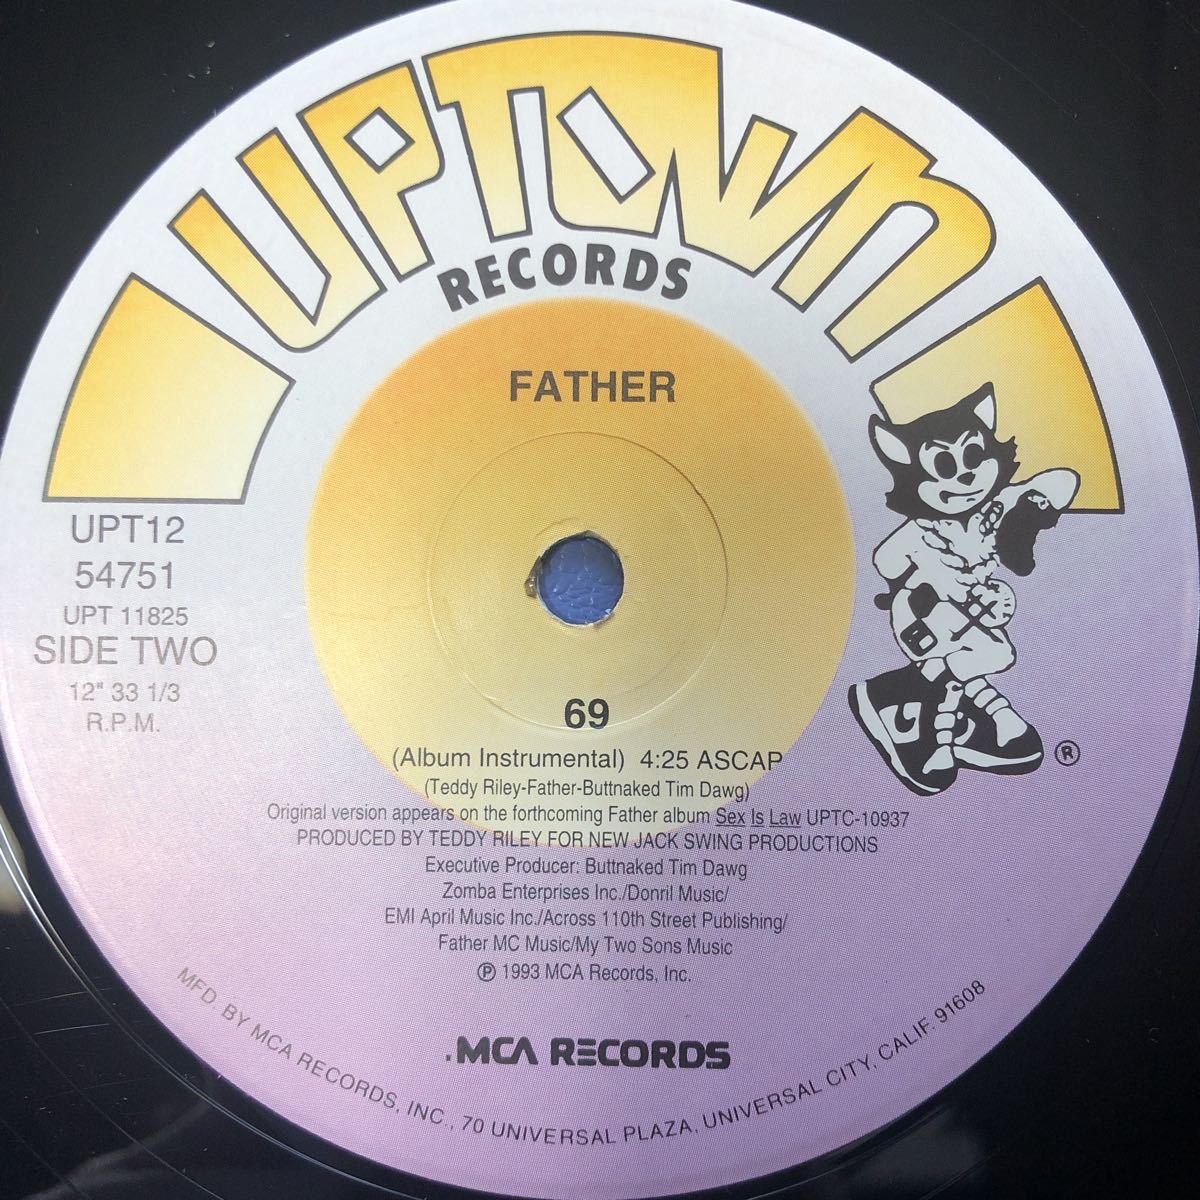 UPTOWN
RECORDS
FATHER
UPT12
54751
UPT 11825
SIDE TWO
12" 33 1/3
R.P.M.
®
69
(Album Instrumental) 4:25 ASCAP
(Teddy Riley-Father-Buttnaked Tim Dawg)
Original version appears on the forthcoming Father album Sex Is Law UPTC-10937
PRODUCED BY TEDDY RILEY FOR NEW JACK SWING PRODUCTIONS
Executive Producer: Buttnaked Tim Dawg
Zomba Enterprises Inc./Donril Music/
EMI April Music Inc./Across 110th Street Publishing/
Father MC Music/My Two Sons Music
℗ 1993 MCA Records, Inc.
MCA RECORDS
MFD. BY MCA RECORDS, INC., 70 UNIVERSAL PLAZA, UNIVERSAL CITY, CALIF. 91608